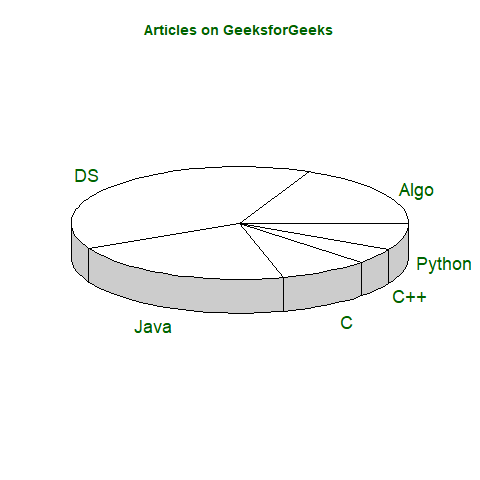 Articles on GeeksforGeeks
DS
Algo
Python
C++
C
Java